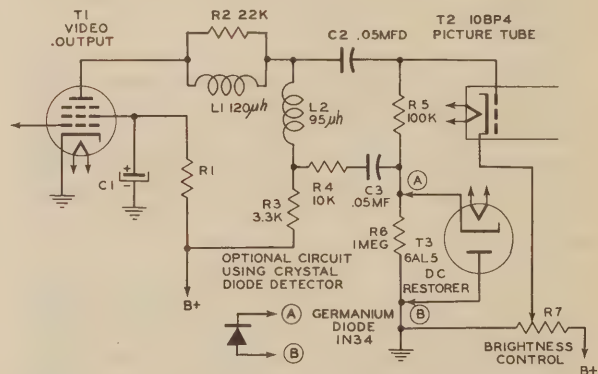 T1
VIDEO
.OUTPUT
R2 22K
L1 120μh
C2 .05MFD
T2 10BP4
PICTURE TUBE
L2
95μh
R5
100K
C1
+
-
R1
R3
3.3K
R4
10K
C3
.05MF
A
R6
1MEG
T3
6AL5
DC
RESTORER
OPTIONAL CIRCUIT
USING CRYSTAL
DIODE DETECTOR
B+
A
B
GERMANIUM
DIODE
IN34
B
R7
BRIGHTNESS
CONTROL
B+